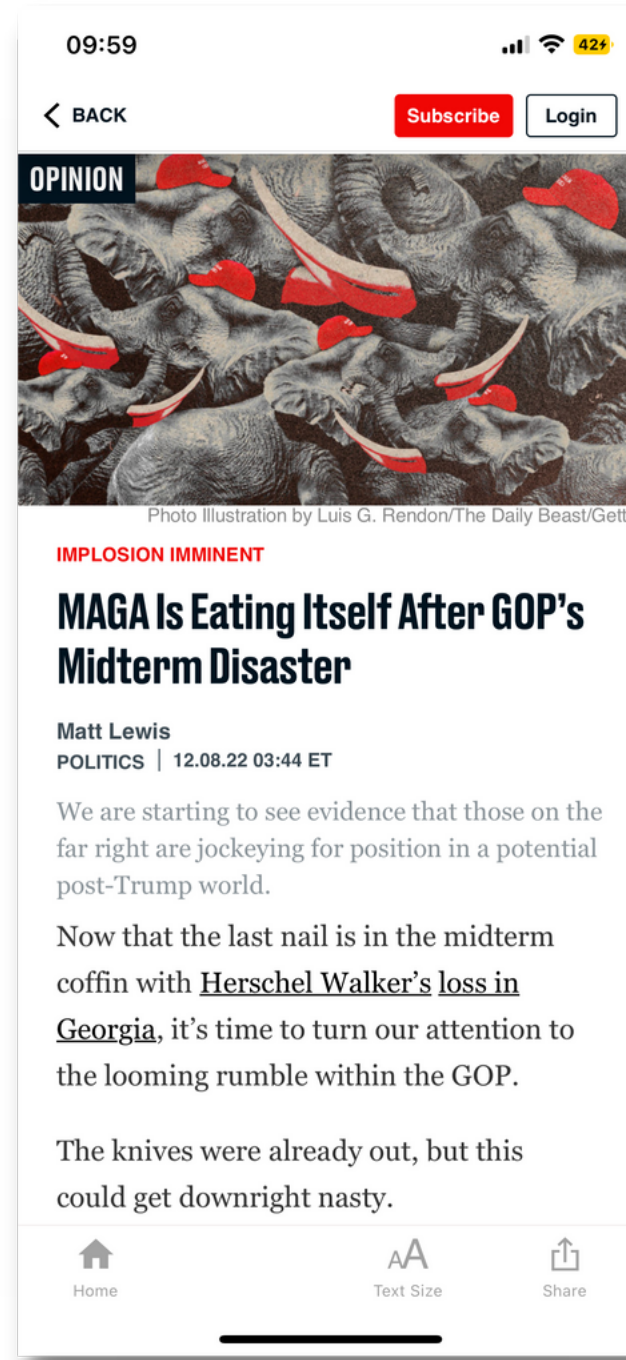 09:59
42
BACK
Subscribe
Login
OPINION
Photo Illustration by Luis G. Rendon/The Daily Beast/Gett
IMPLOSION IMMINENT
MAGA Is Eating Itself After GOP’s
Midterm Disaster
Matt Lewis
POLITICS | 12.08.22 03:44 ET
We are starting to see evidence that those on the
far right are jockeying for position in a potential
post-Trump world.
Now that the last nail is in the midterm
coffin with Herschel Walker’s loss in
Georgia, it’s time to turn our attention to
the looming rumble within the GOP.
The knives were already out, but this
could get downright nasty.
Home
AA
Text Size
Share